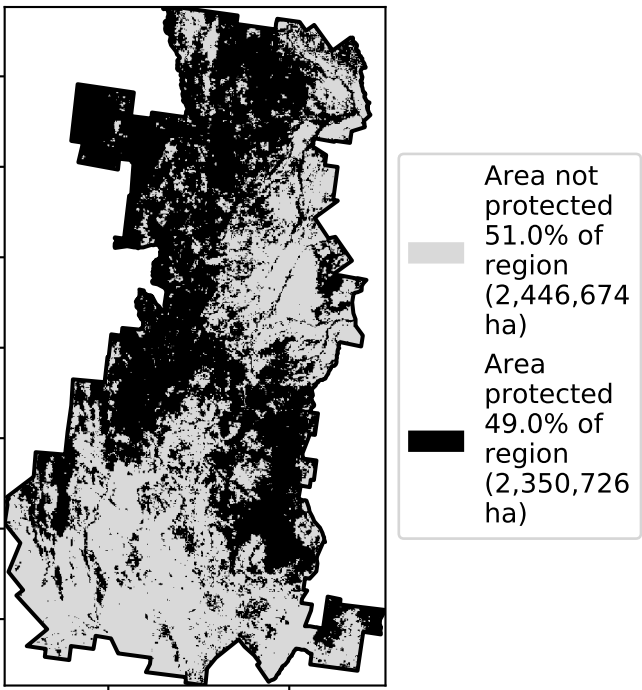 Area not
protected
51.0% of
region
(2,446,674
ha)
Area
protected
49.0% of
region
(2,350,726
ha)